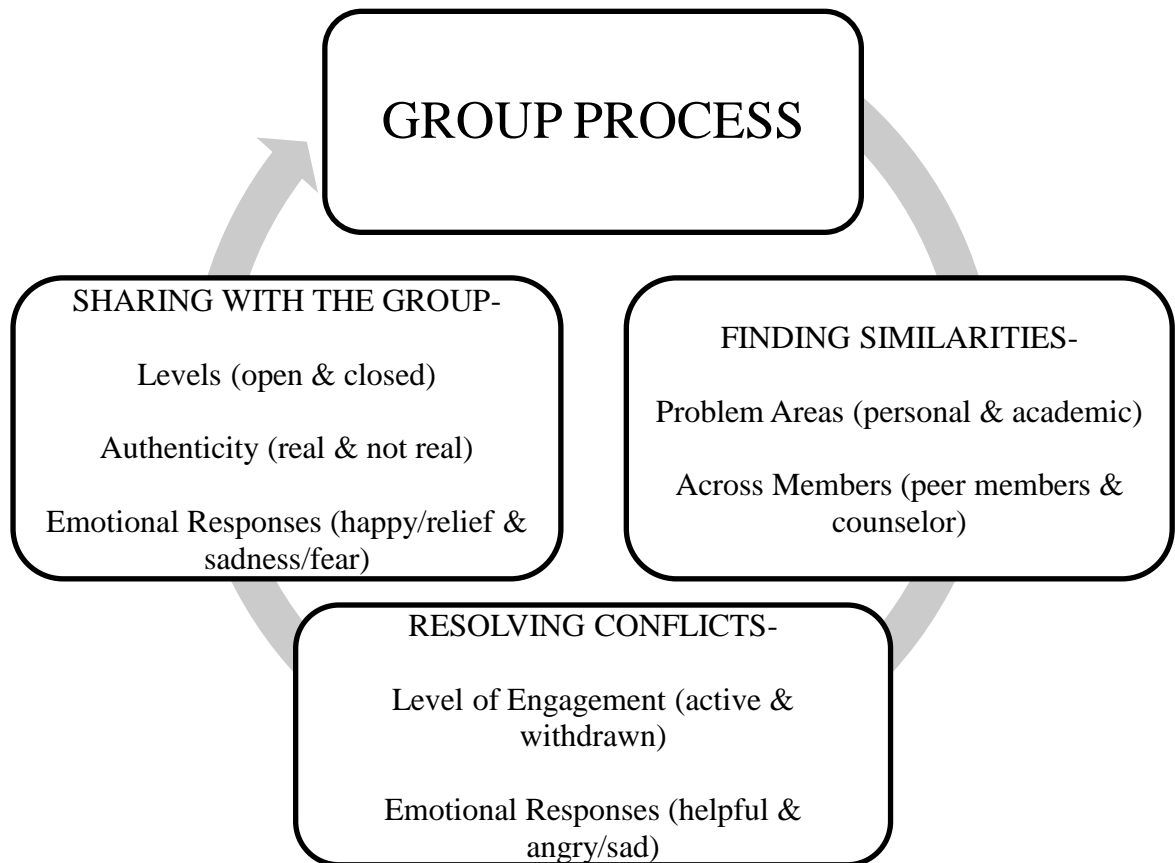 GROUP PROCESS
SHARING WITH THE GROUP-
Levels (open & closed)
Authenticity (real & not real)
Emotional Responses (happy/relief &
sadness/fear)
FINDING SIMILARITIES-
Problem Areas (personal & academic)
Across Members (peer members &
counselor)
RESOLVING CONFLICTS-
Level of Engagement (active &
withdrawn)
Emotional Responses (helpful &
angry/sad)